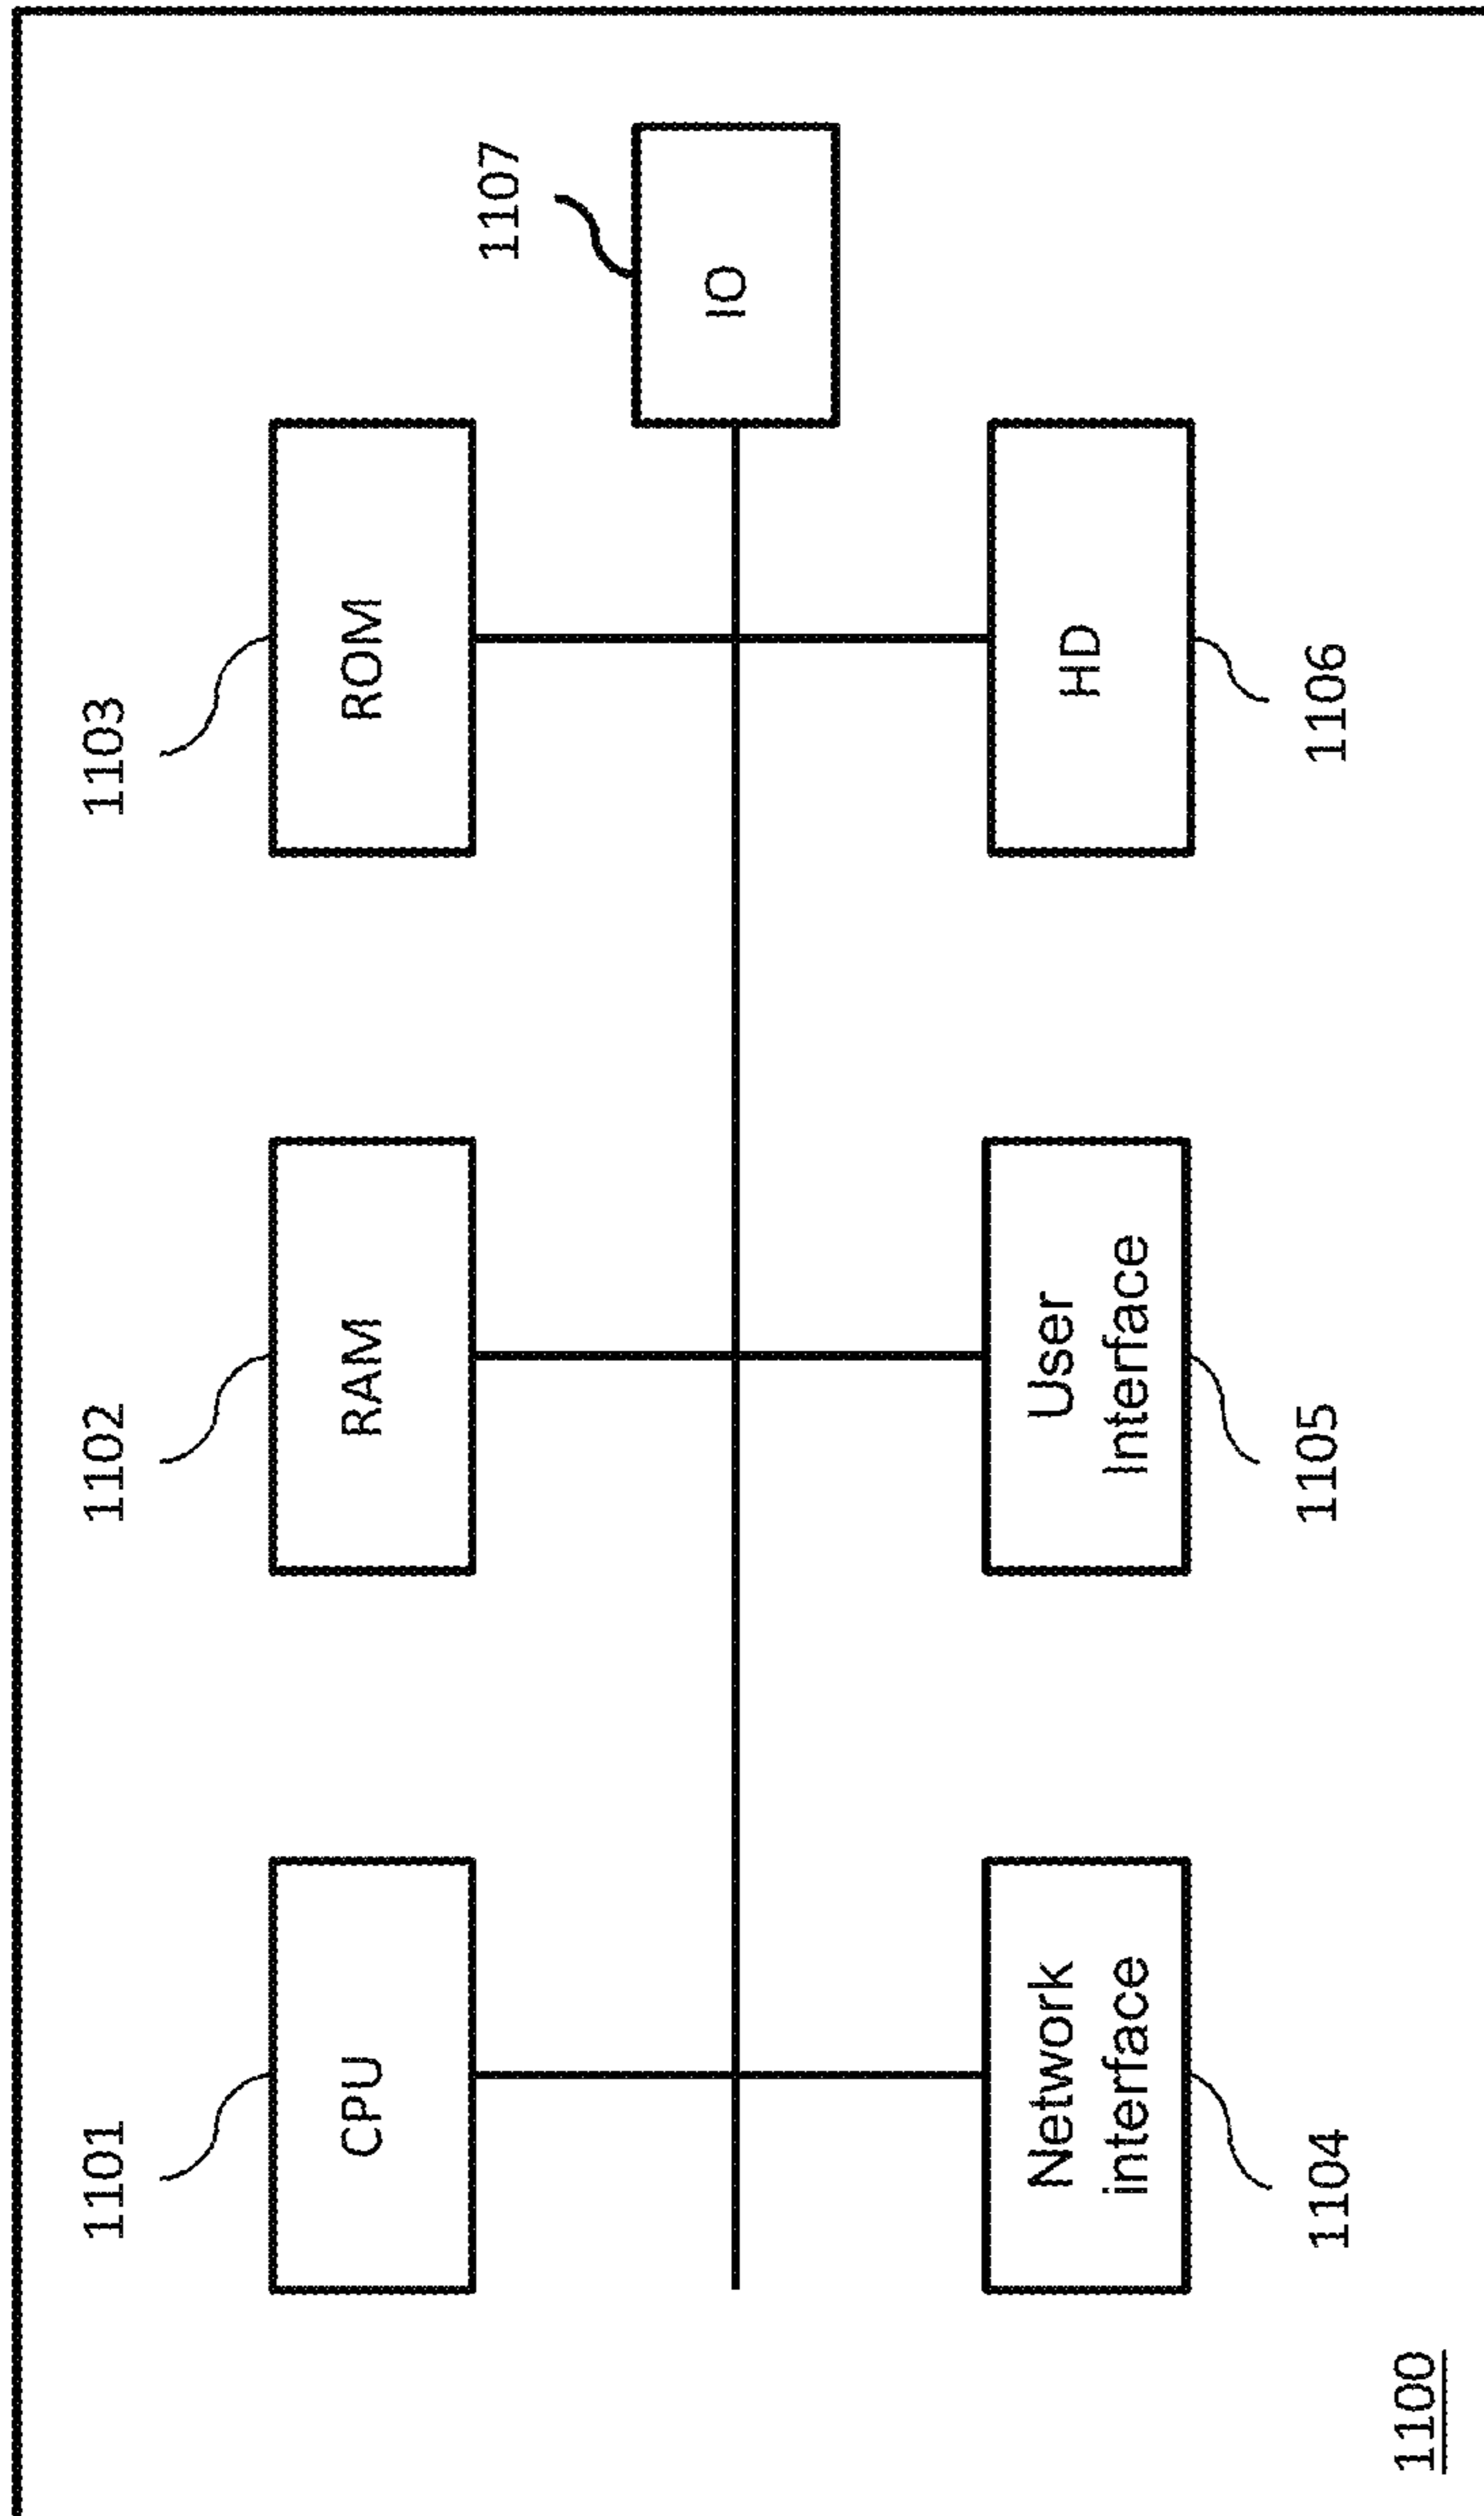 1101
1102
1103
CPU
RAM
ROM
1107
IO
Network
interface
User
Interface
HD
1104
1105
1106
1100